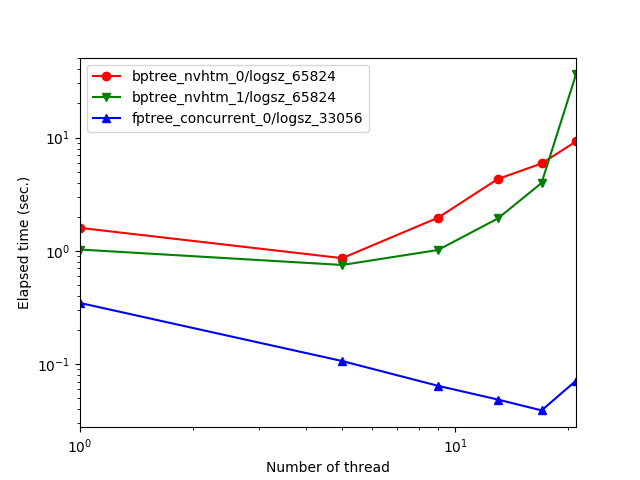 bptree_nvhtm_0/logsz_65824
bptree_nvhtm_1/logsz_65824
fptree_concurrent_0/logsz_33056
10¹
10⁰
10⁻¹
Elapsed time (sec.)
10⁰
10¹
Number of thread